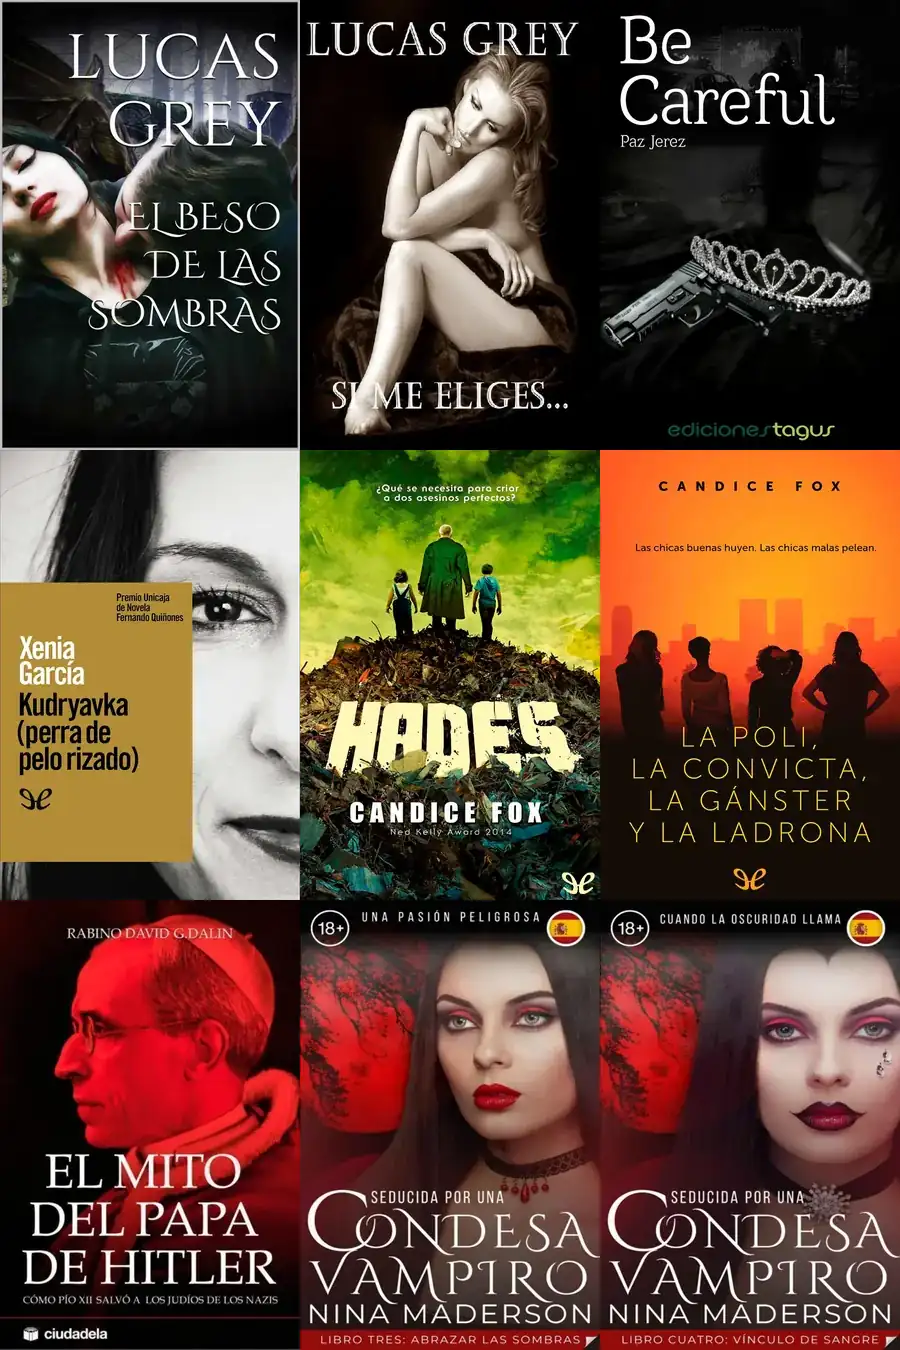 LUCAS
GREY
EL BESO
DE LAS
SOMBRAS
LUCAS GREY
SI ME ELIGES...
Be
Careful
Paz Jerez
edicionestagus
Premio Unicaja
de Novela
Fernando Quiñones
Xenia
García
Kudryavka
(perra de
pelo rizado)
¿Qué se necesita para criar
a dos asesinos perfectos?
HADES
CANDICE FOX
Ned Kelly Award 2014
CANDICE FOX
Las chicas buenas huyen. Las chicas malas pelean.
LA POLI,
LA CONVICTA,
LA GÁNSTER
Y LA LADRONA
RABINO DAVID G.DALIN
EL MITO
DEL PAPA
DE HITLER
CÓMO PÍO XII SALVÓ A LOS JUDÍOS DE LOS NAZIS
ciudadela
18+ UNA PASIÓN PELIGROSA
SEDUCIDA POR UNA
CONDESA
VAMPIRO
NINA MADERSON
LIBRO TRES: ABRAZAR LAS SOMBRAS
18+ CUANDO LA OSCURIDAD LLAMA
SEDUCIDA POR UNA
CONDESA
VAMPIRO
NINA MADERSON
LIBRO CUATRO: VÍNCULO DE SANGRE